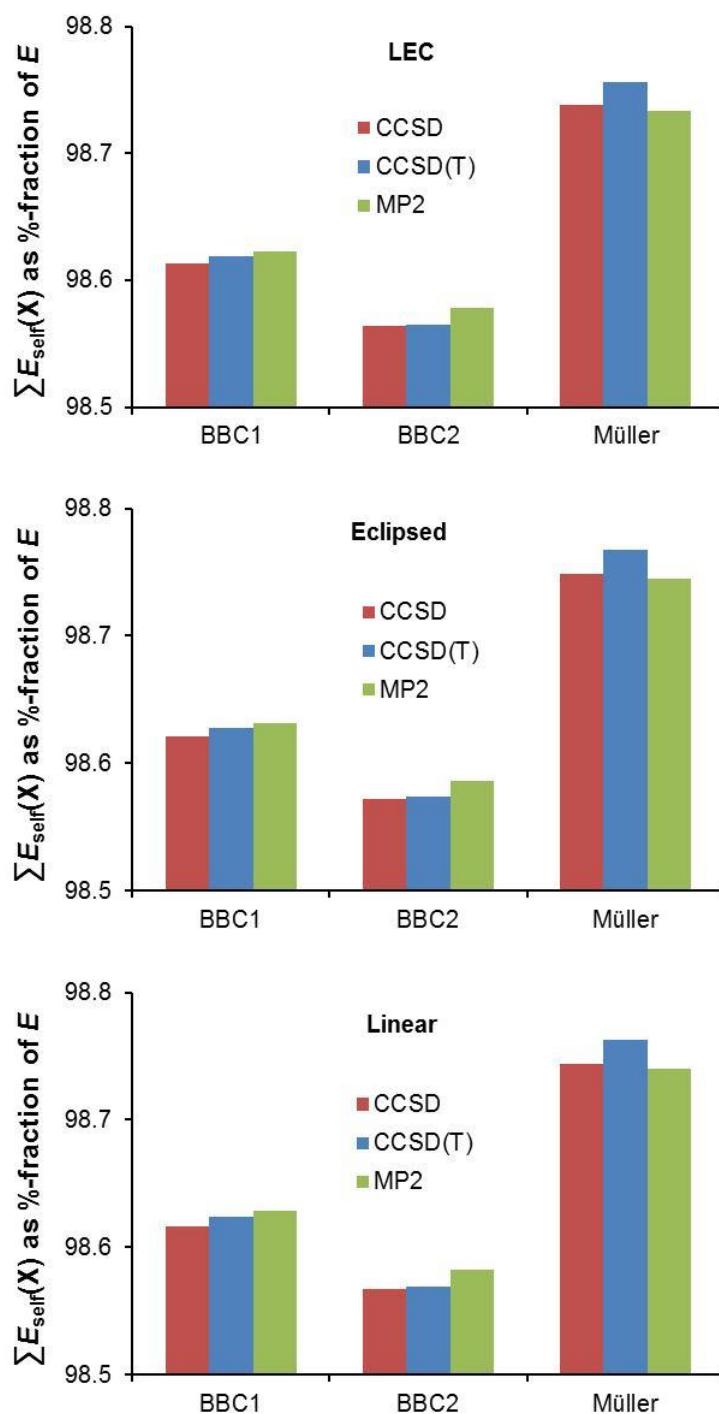 ∑Eself(X) as %-fraction of E
98.8
98.7
98.6
98.5
LEC
CCSD
CCSD(T)
MP2
BBC1
BBC2
Müller
∑Eself(X) as %-fraction of E
98.8
98.7
98.6
98.5
Eclipsed
CCSD
CCSD(T)
MP2
BBC1
BBC2
Müller
∑Eself(X) as %-fraction of E
98.8
98.7
98.6
98.5
Linear
CCSD
CCSD(T)
MP2
BBC1
BBC2
Müller